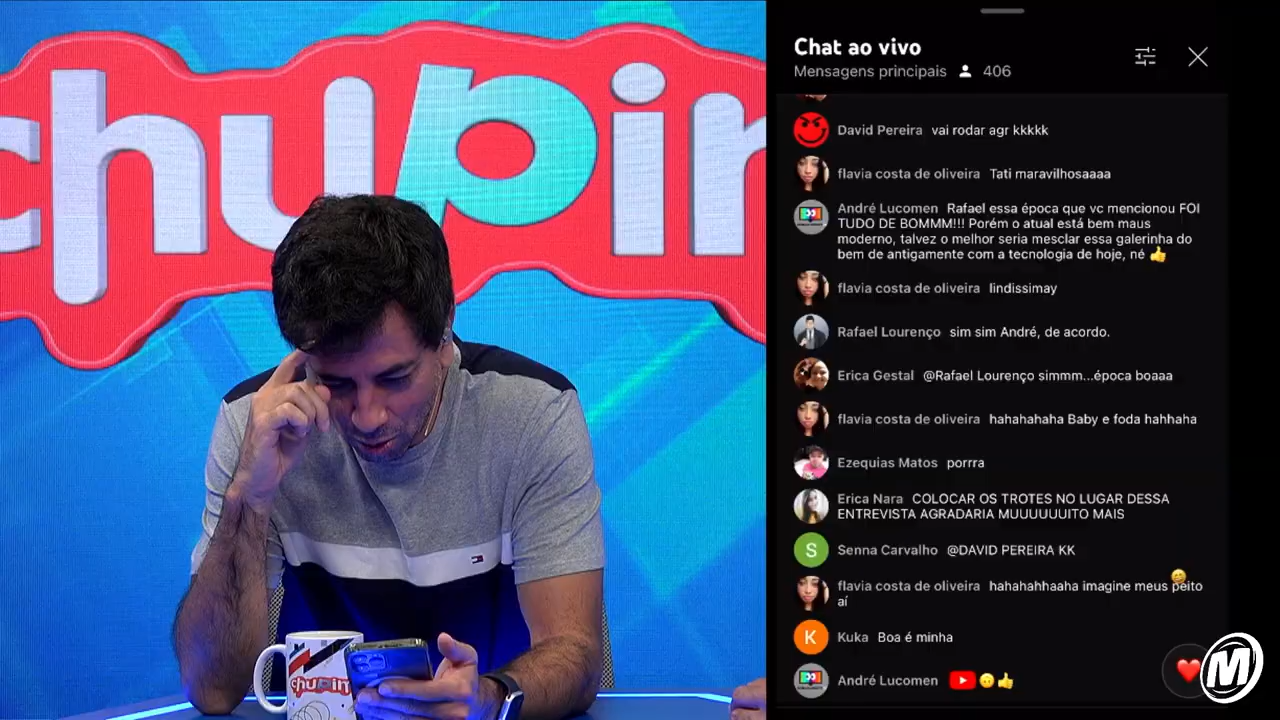 chupin
chupim
Chat ao vivo
Mensagens principais 406
David Pereira vai rodar agr kkkkk
flavia costa de oliveira Tati maravilhosaaaa
André Lucomen Rafael essa época que vc mencionou FOI
TUDO DE BOMMM!!! Porém o atual está bem maus
moderno, talvez o melhor seria mesclar essa galerinha do
bem de antigamente com a tecnologia de hoje, né 👍
flavia costa de oliveira lindissimay
Rafael Lourenço sim sim André, de acordo.
Erica Gestal @Rafael Lourenço simmm...época boaaa
flavia costa de oliveira hahahahaha Baby e foda hahhaha
Ezequias Matos porrra
Erica Nara COLOCAR OS TROTES NO LUGAR DESSA
ENTREVISTA AGRADARIA MUUUUUUITO MAIS
S
Senna Carvalho @DAVID PEREIRA KK
flavia costa de oliveira hahahahhaaha imagine meus peito
aí
K
Kuka Boa é minha
André Lucomen
M